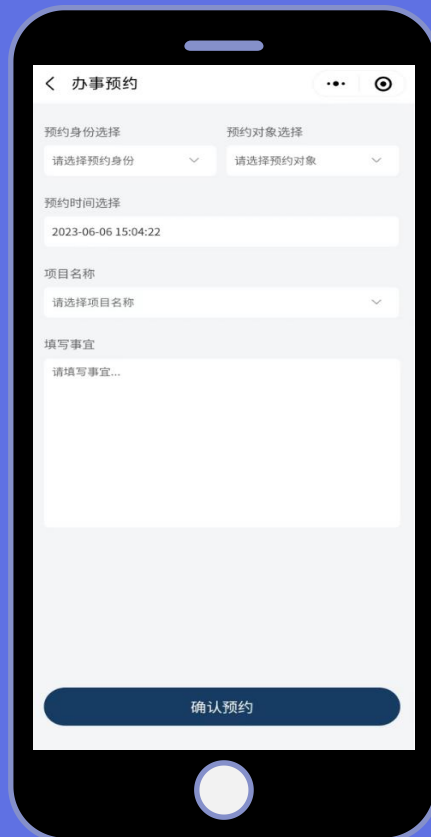 办事预约
预约身份选择
预约对象选择
请选择预约身份
请选择预约对象
预约时间选择
2023-06-06 15:04:22
项目名称
请选择项目名称
填写事宜
请填写事宜...
确认预约